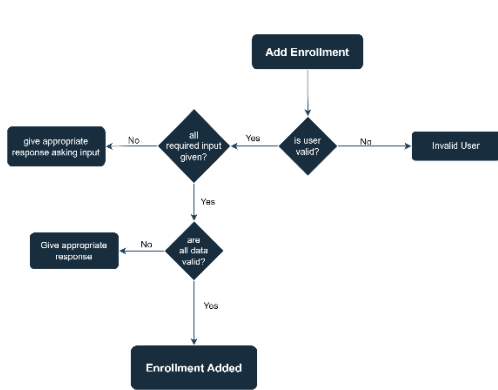 Add Enrollment
give appropriate
response asking input
No
all
required input
given?
Yes
is user
valid?
No
Invalid User
Yes
Give appropriate
response
No
are
all data
valid?
Yes
Enrollment Added